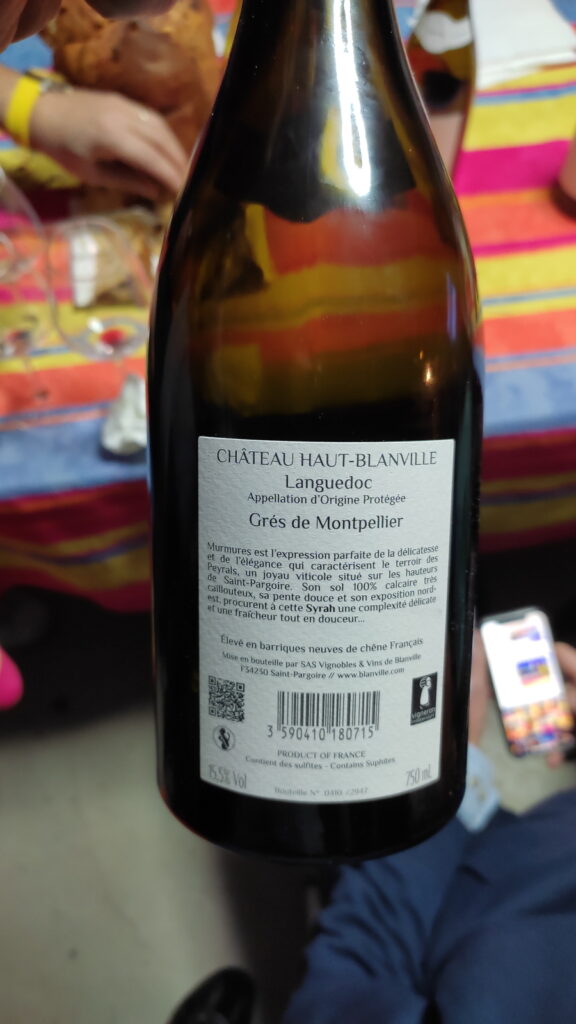 CHÂTEAU HAUT-BLANVILLE
Languedoc
Appellation d'Origine Protégée
Grés de Montpellier
Murmures est l'expression parfaite de la délicatesse
et de l'élégance qui caractérisent le terroir des
Peyrals, un joyau viticole situé sur les hauteurs
de Saint-Pargoire. Son sol 100% calcaire très
caillouteux, sa pente douce et son exposition nord-
est, procurent à cette Syrah une complexité délicate
et une fraîcheur tout en douceur...
Élevé en barriques neuves de chêne Français
Mise en bouteille par SAS Vignobles & Vins de Blanville
F34230 Saint-Pargoire // www.blanville.com
vigneron
3 590410 180715
PRODUCT OF FRANCE
Contient des sulfites - Contains Sulphites
15,5% Vol
750 mL
Bouteille N° 0410 /2947